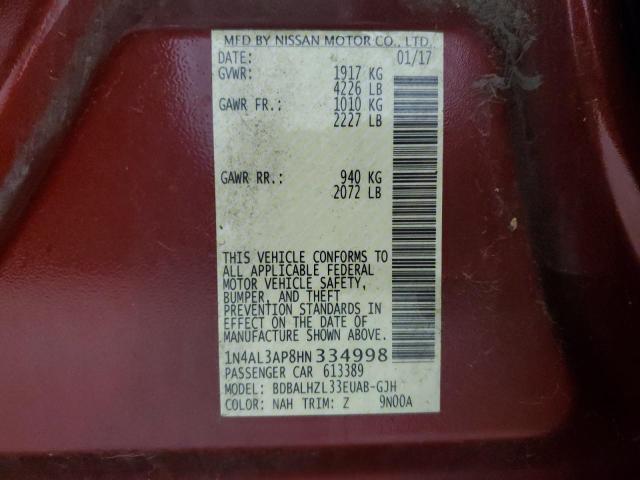 MFD BY NISSAN MOTOR CO., LTD.
DATE: 01/17
GVWR: 1917 KG
4226 LB
GAWR FR.: 1010 KG
2227 LB
GAWR RR.: 940 KG
2072 LB
THIS VEHICLE CONFORMS TO
ALL APPLICABLE FEDERAL
MOTOR VEHICLE SAFETY,
BUMPER, AND THEFT
PREVENTION STANDARDS IN
EFFECT ON THE DATE OF
MANUFACTURE SHOWN ABOVE.
1N4AL3AP8HN334998
PASSENGER CAR 613389
MODEL: BDBALHZL33EUAB-GJH
COLOR: NAH TRIM: Z 9N00A